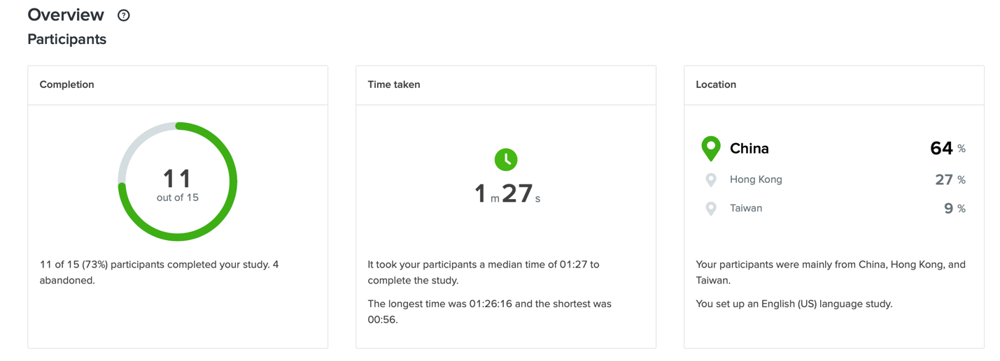 Overview ?
Participants
Completion
11
out of 15
11 of 15 (73%) participants completed your study. 4
abandoned.
Time taken
1 m 27 s
It took your participants a median time of 01:27 to
complete the study.
The longest time was 01:26:16 and the shortest was
00:56.
Location
China 64 %
Hong Kong 27 %
Taiwan 9 %
Your participants were mainly from China, Hong Kong, and
Taiwan.
You set up an English (US) language study.